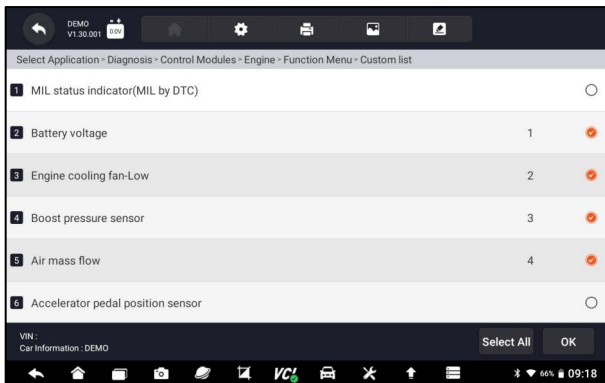 DEMO
V1.30.001
0.0V
Select Application > Diagnosis > Control Modules > Engine > Function Menu > Custom list
1 MIL status indicator(MIL by DTC)
2 Battery voltage 1
3 Engine cooling fan-Low 2
4 Boost pressure sensor 3
5 Air mass flow 4
6 Accelerator pedal position sensor
VIN :
Car Information : DEMO
Select All OK
VCI 66% 09:18